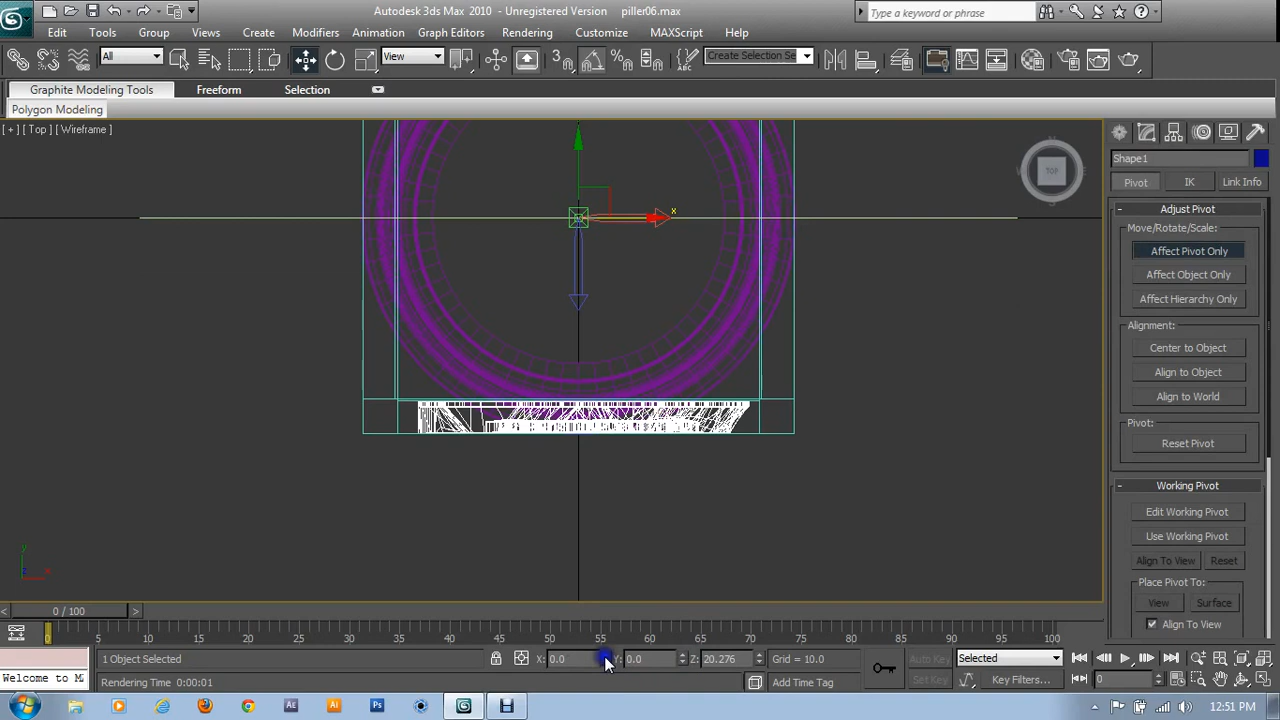 Autodesk 3ds Max 2010 - Unregistered Version piller06.max
Type a keyword or phrase
Edit Tools Group Views Create Modifiers Animation Graph Editors Rendering Customize MAXScript Help
All View 3 Create Selection Se
Graphite Modeling Tools Freeform Selection
Polygon Modeling
[ + ] [ Top ] [ Wireframe ]
TOP
x
y
x
Shape1
Pivot IK Link Info
- Adjust Pivot
Move/Rotate/Scale:
Affect Pivot Only
Affect Object Only
Affect Hierarchy Only
Alignment:
Center to Object
Align to Object
Align to World
Pivot:
Reset Pivot
- Working Pivot
Edit Working Pivot
Use Working Pivot
Align To View Reset
Place Pivot To:
View Surface
Align To View
< 0 / 100 >
0 5 10 15 20 25 30 35 40 45 50 55 60 65 70 75 80 85 90 95 100
1 Object Selected X: 0.0 Y: 0.0 Z: 20.276 Grid = 10.0 Auto Key Selected
Welcome to M Rendering Time 0:00:01 Add Time Tag Set Key Key Filters... 0
12:51 PM